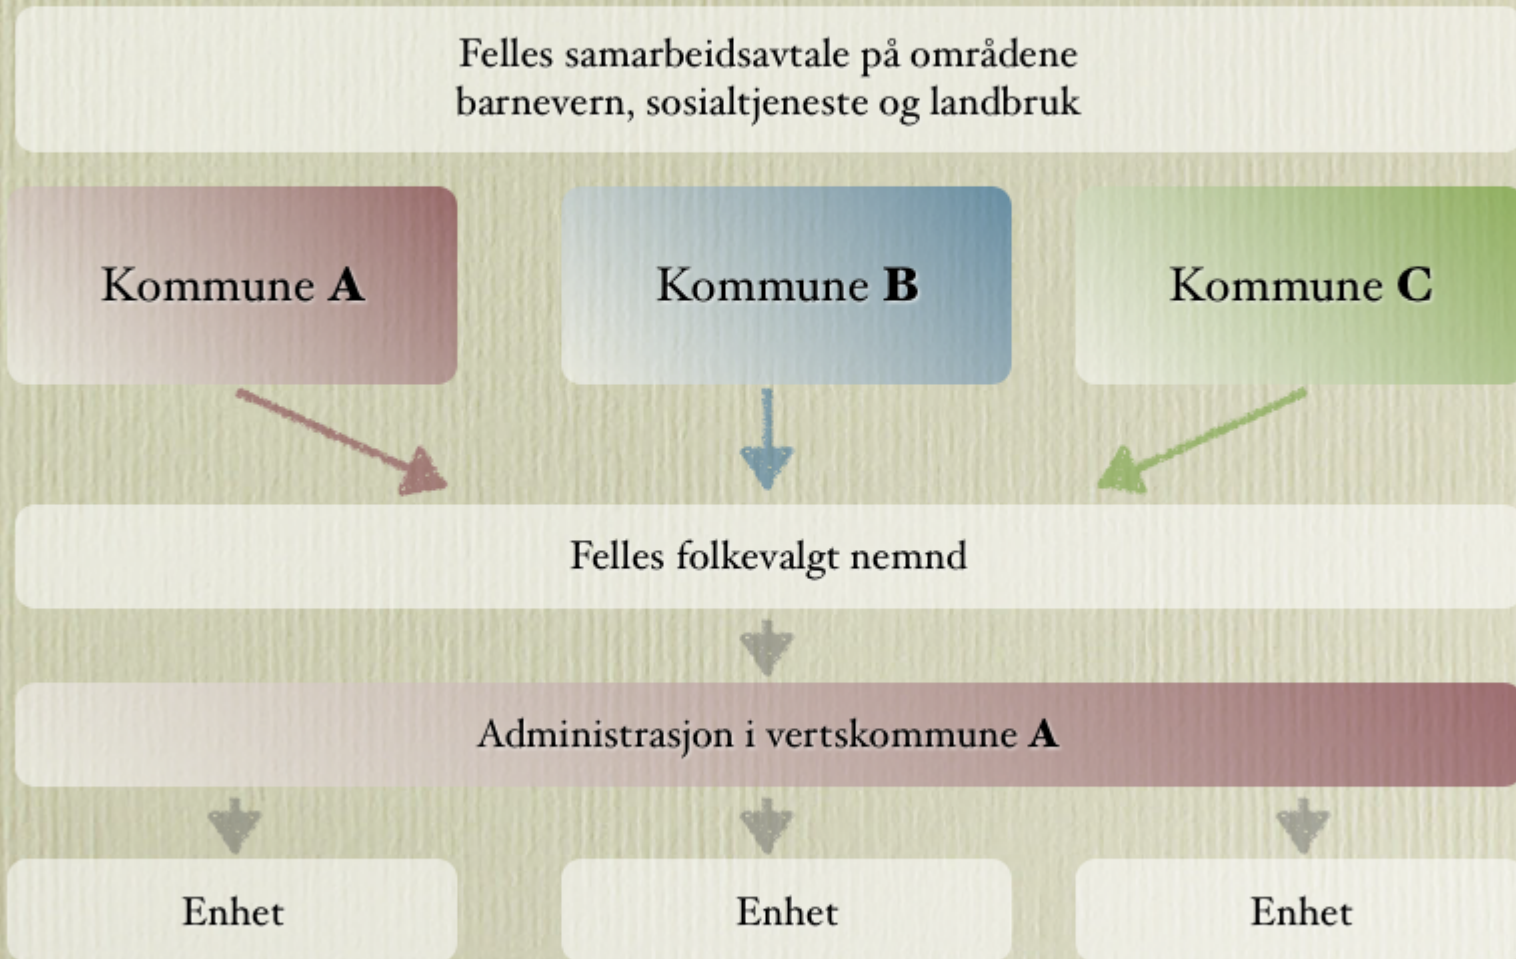 Felles samarbeidsavtale på områdene
barnevern, sosialtjeneste og landbruk
Kommune A
Kommune B
Kommune C
Felles folkevalgt nemnd
Administrasjon i vertskommune A
Enhet
Enhet
Enhet